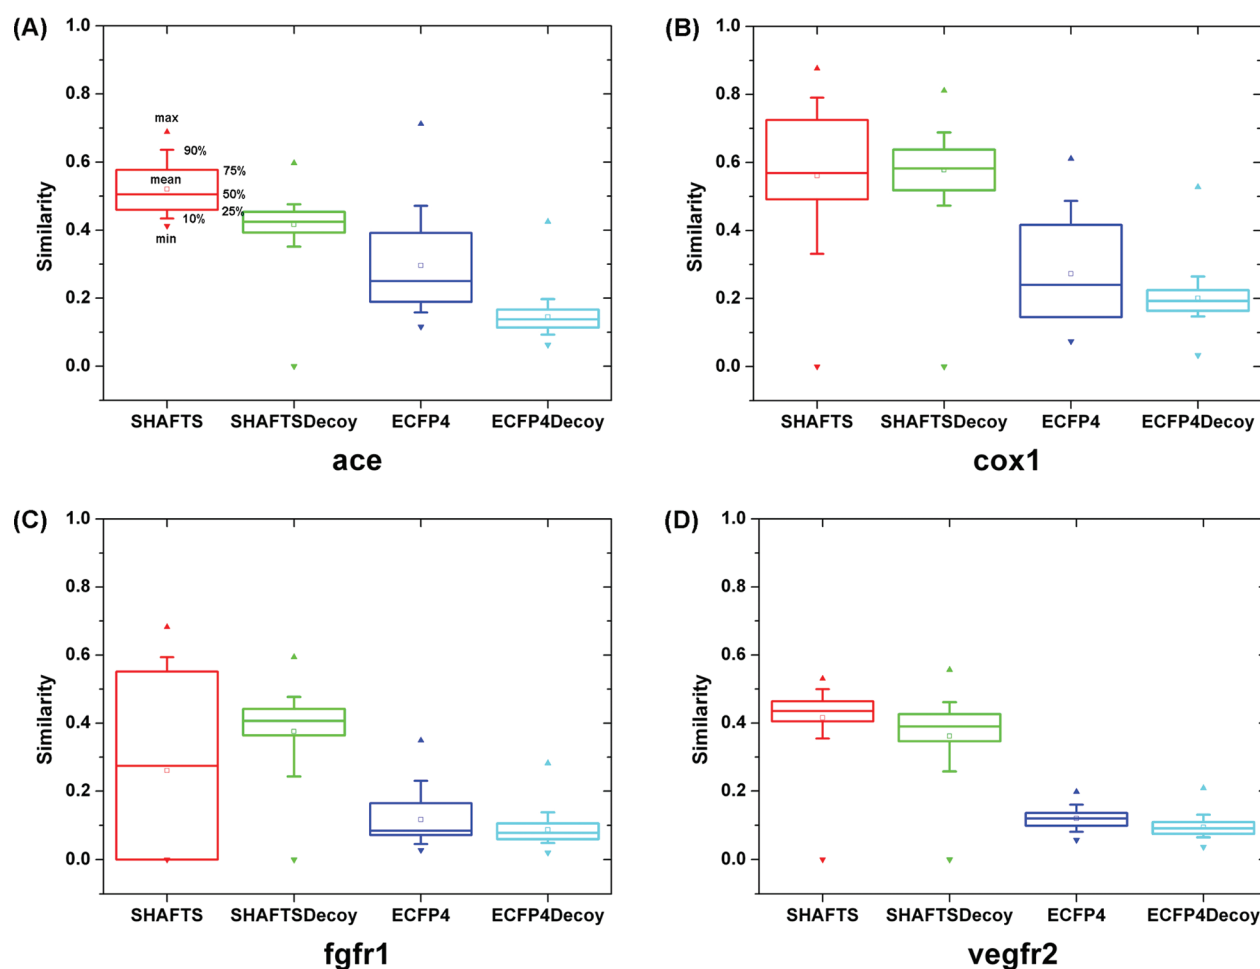 (A)
1.0
0.8
0.6
0.4
0.2
0.0
Similarity
max
90%
75%
mean
50%
25%
10%
min
SHAFTS SHAFTSDecoy ECFP4 ECFP4Decoy
ace
(B)
1.0
0.8
0.6
0.4
0.2
0.0
Similarity
SHAFTS SHAFTSDecoy ECFP4 ECFP4Decoy
cox1
(C)
1.0
0.8
0.6
0.4
0.2
0.0
Similarity
SHAFTS SHAFTSDecoy ECFP4 ECFP4Decoy
fgfr1
(D)
1.0
0.8
0.6
0.4
0.2
0.0
Similarity
SHAFTS SHAFTSDecoy ECFP4 ECFP4Decoy
vegfr2